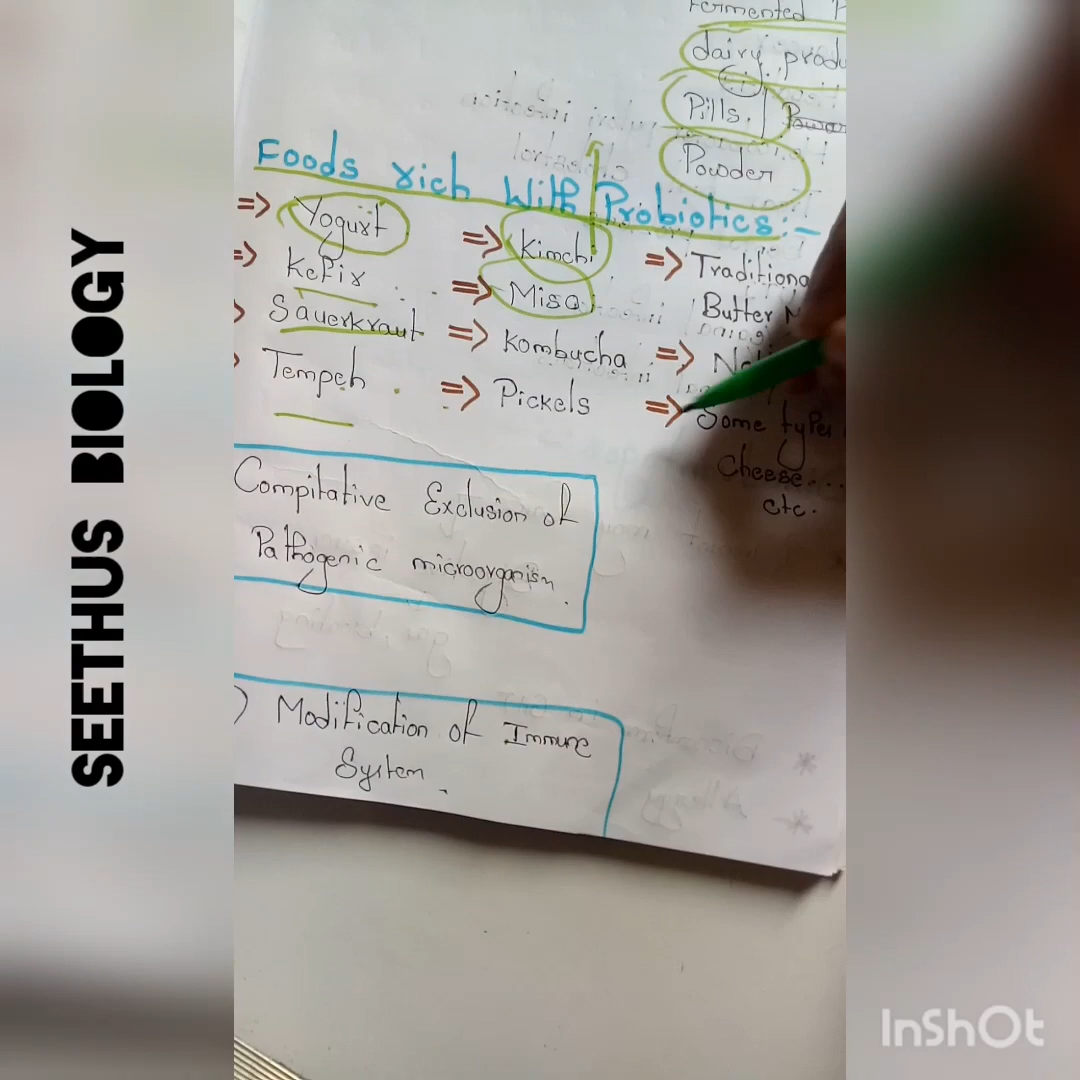 SEETHUS BIOLOGY
Fermented
dairy produ
Pills,
Powder
Foods rich With Probiotics:-
=> Yogurt
=> Kefir
Sauerkraut
Tempeh
=> Kimchi
=> Miso
=> Kombucha
=> Pickels
=> Traditiona
Butter M
=>
=> Some types
Cheese....
etc.
Compitative Exclusion of
Pathogenic microorganism.
) Modification of Immune
System.
InShOt